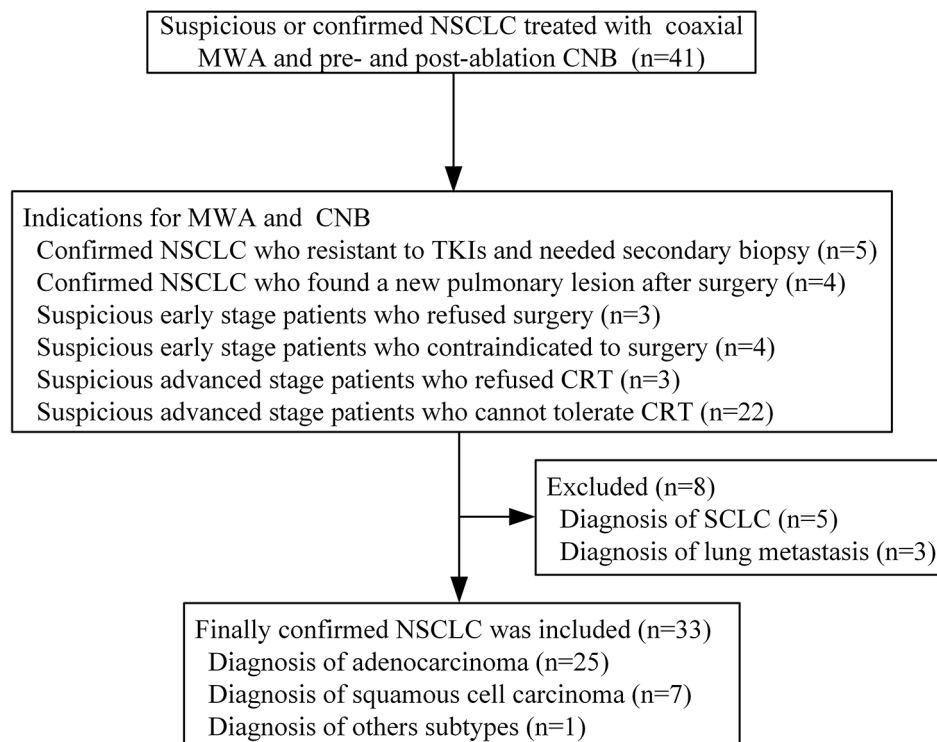 Suspicious or confirmed NSCLC treated with coaxial
MWA and pre- and post-ablation CNB (n=41)
Indications for MWA and CNB
Confirmed NSCLC who resistant to TKIs and needed secondary biopsy (n=5)
Confirmed NSCLC who found a new pulmonary lesion after surgery (n=4)
Suspicious early stage patients who refused surgery (n=3)
Suspicious early stage patients who contraindicated to surgery (n=4)
Suspicious advanced stage patients who refused CRT (n=3)
Suspicious advanced stage patients who cannot tolerate CRT (n=22)
Excluded (n=8)
Diagnosis of SCLC (n=5)
Diagnosis of lung metastasis (n=3)
Finally confirmed NSCLC was included (n=33)
Diagnosis of adenocarcinoma (n=25)
Diagnosis of squamous cell carcinoma (n=7)
Diagnosis of others subtypes (n=1)